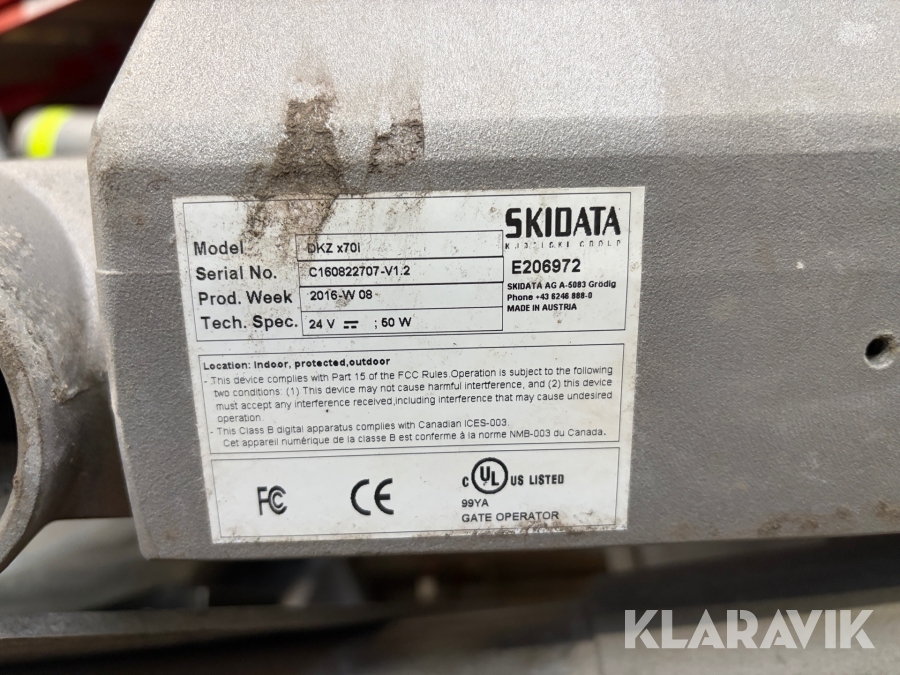 SKIDATA
KUDELSKI GROUP
Model DKZ x70i
Serial No. C160822707-V1.2
Prod. Week 2016-W 08
Tech. Spec. 24 V ⎓ ; 50 W
E206972
SKIDATA AG A-5083 Grödig
Phone +43 6246 888-0
MADE IN AUSTRIA
Location: Indoor, protected,outdoor
- This device complies with Part 15 of the FCC Rules.Operation is subject to the following
two conditions: (1) This device may not cause harmful intertference, and (2) this device
must accept any interference received,including interference that may cause undesired
operation.
- This Class B digital apparatus complies with Canadian ICES-003.
Cet appareil numérique de la classe B est conforme à la norme NMB-003 du Canada.
FC CE C UL US LISTED
99YA
GATE OPERATOR
KLARAVIK